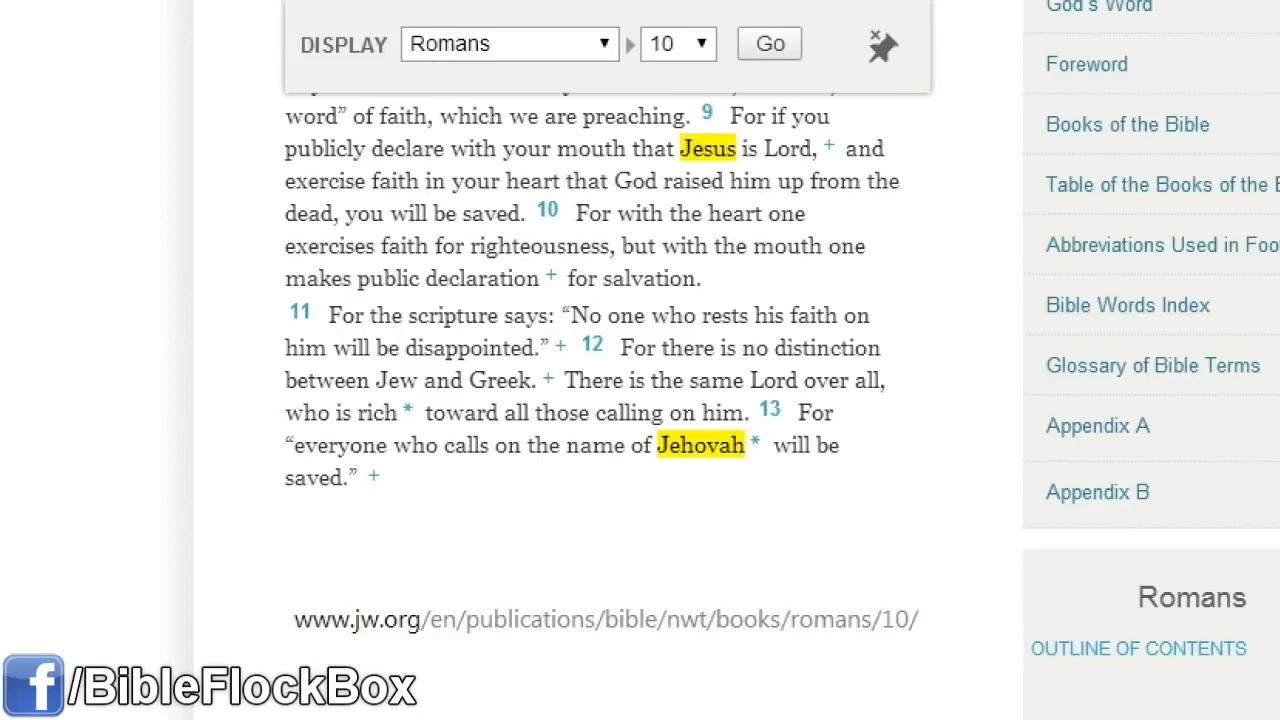 God's Word
DISPLAY Romans 10 Go
Foreword
word” of faith, which we are preaching. 9 For if you
Books of the Bible
publicly declare with your mouth that Jesus is Lord, + and
exercise faith in your heart that God raised him up from the
Table of the Books of the
dead, you will be saved. 10 For with the heart one
exercises faith for righteousness, but with the mouth one
Abbreviations Used in Foo
makes public declaration + for salvation.
Bible Words Index
11 For the scripture says: “No one who rests his faith on
him will be disappointed.” + 12 For there is no distinction
Glossary of Bible Terms
between Jew and Greek. + There is the same Lord over all,
who is rich * toward all those calling on him. 13 For
Appendix A
“everyone who calls on the name of Jehovah * will be
saved.” +
Appendix B
Romans
www.jw.org/en/publications/bible/nwt/books/romans/10/
OUTLINE OF CONTENTS
f/BibleFlockBox